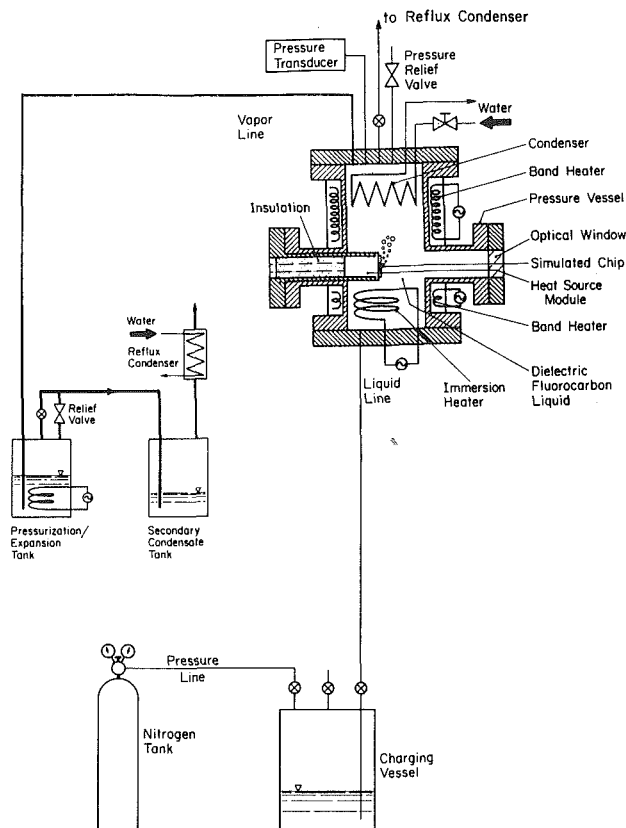 to Reflux Condenser
Pressure
Transducer
Pressure
Relief
Valve
Water
Vapor
Line
Condenser
Band Heater
Pressure Vessel
Insulation
Optical Window
Simulated Chip
Heat Source
Module
Band Heater
Water
Reflux
Condenser
Liquid
Line
Immersion
Heater
Dielectric
Fluorocarbon
Liquid
Relief
Valve
Pressurization/
Expansion
Tank
Secondary
Condensate
Tank
Pressure
Line
Nitrogen
Tank
Charging
Vessel